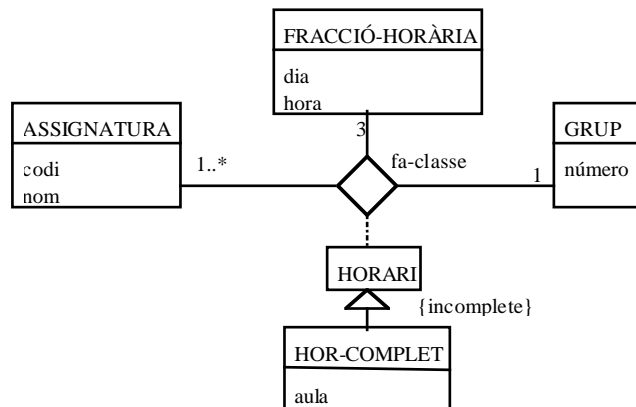 FRACCIÓ-HORÀRIA
dia
hora
ASSIGNATURA
codi
nom
3
GRUP
número
1..*
fa-classe
1
HORARI
{incomplete}
HOR-COMPLET
aula